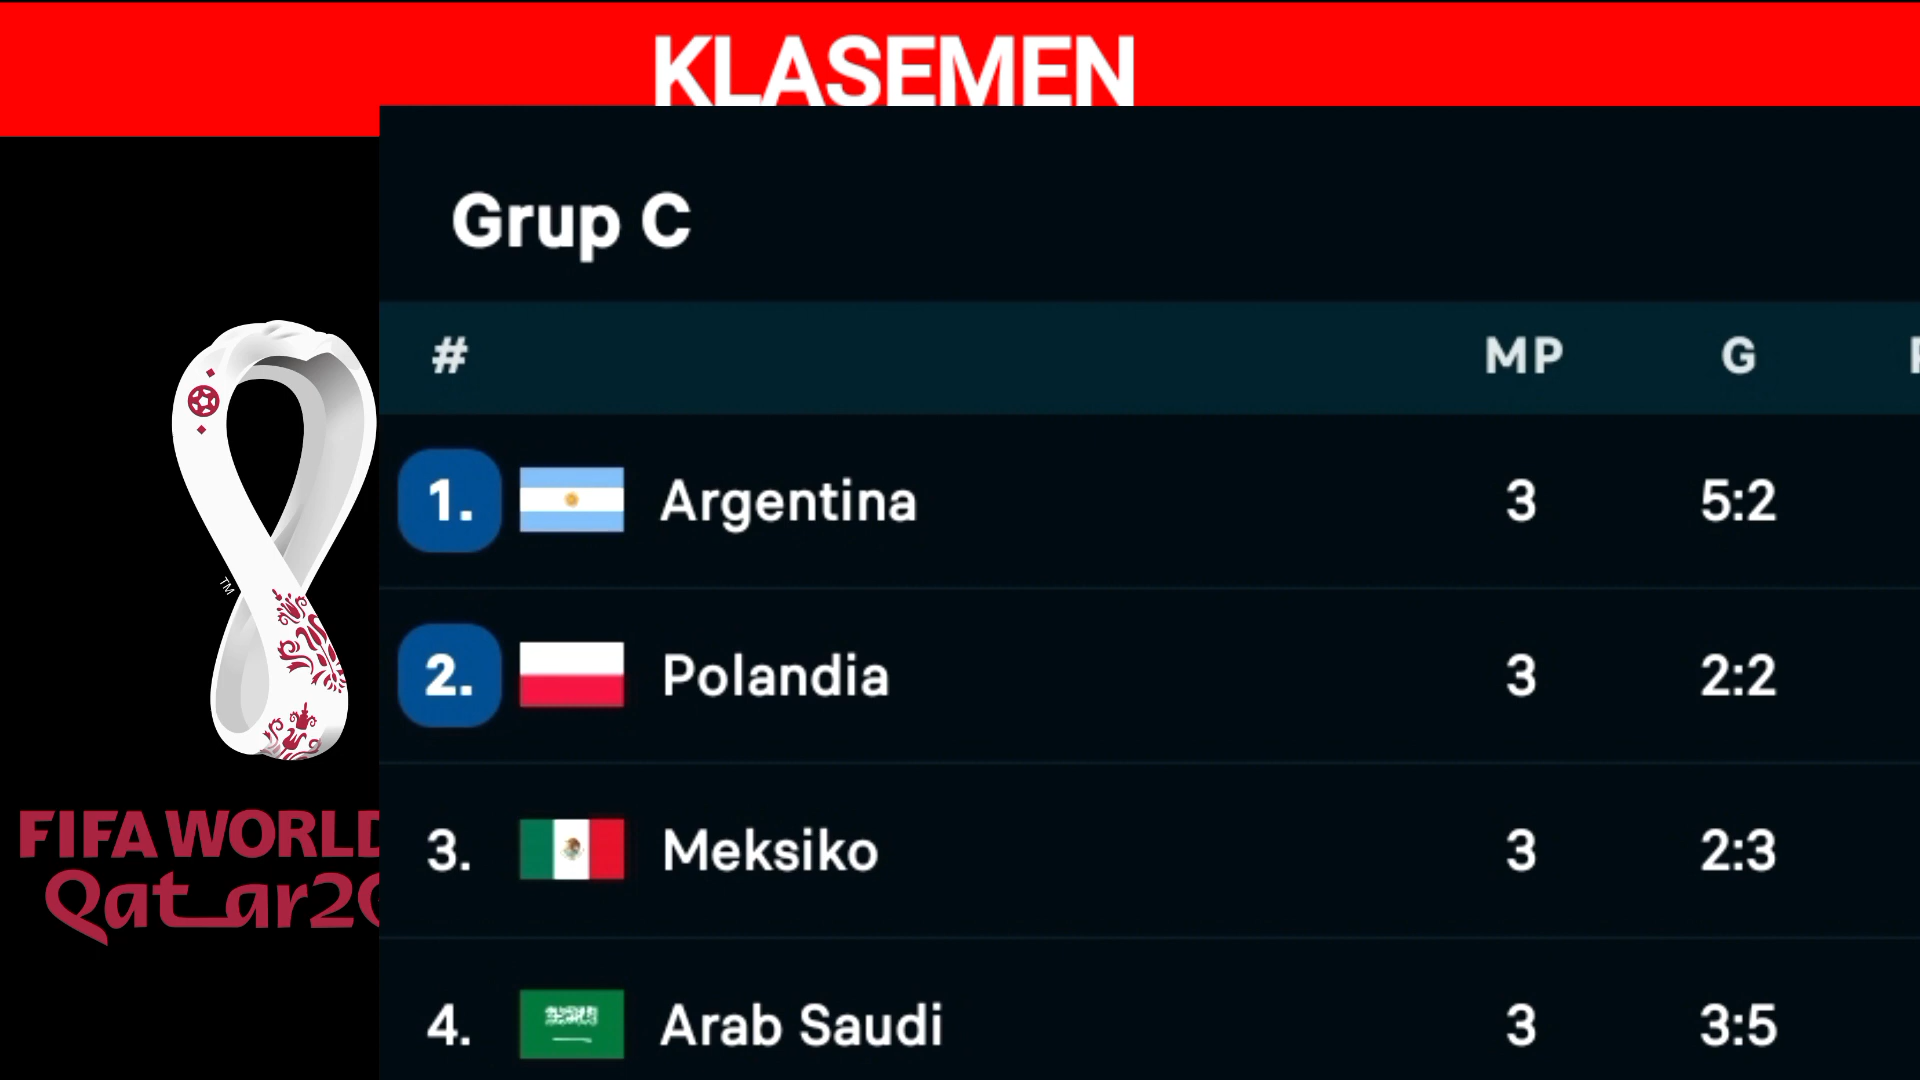 KLASEMEN
Grup C
# MP G
1. Argentina 3 5:2
2. Polandia 3 2:2
3. Meksiko 3 2:3
4. Arab Saudi 3 3:5
TM
FIFA WORLD
Qatar20